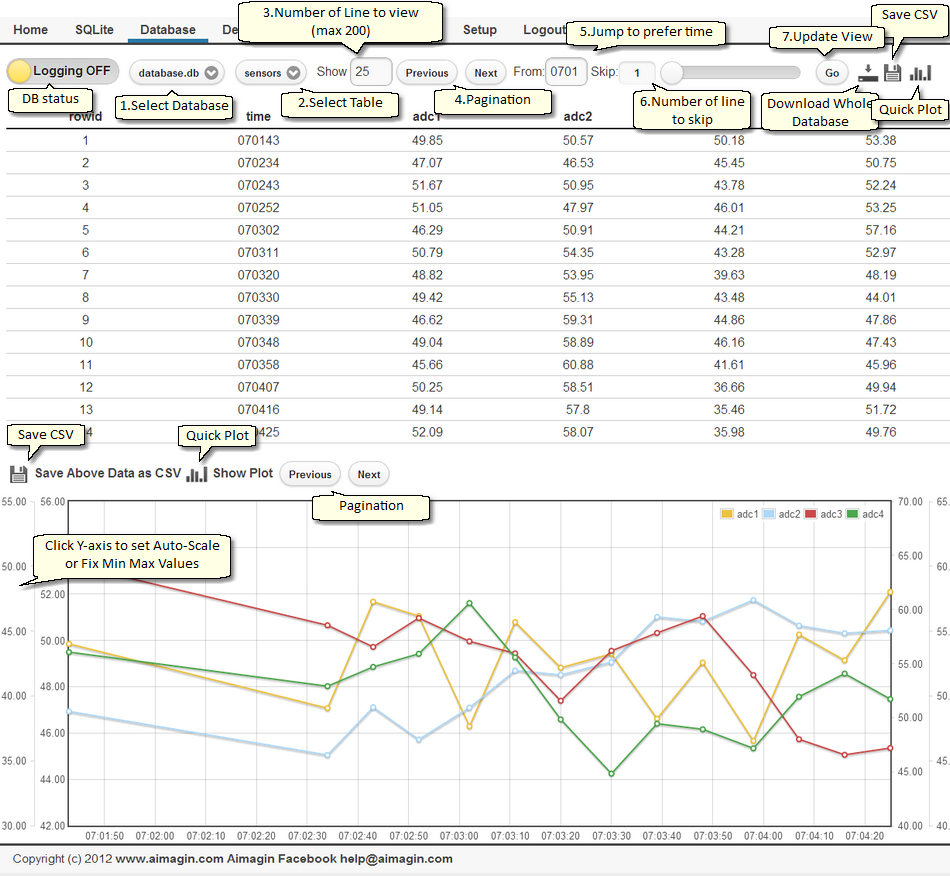 3.Number of Line to view
(max 200)
Save CSV
Home SQLite Database De Setup Logout
5.Jump to prefer time
7.Update View
Logging OFF database.db sensors Show 25 Previous Next From: 0701 Skip: 1 Go
DB status
1.Select Database
2.Select Table
4.Pagination
6.Number of line
to skip
Download Whole
Database
Quick Plot
rowid time adc1 adc2
1 070143 49.85 50.57 50.18 53.38
2 070234 47.07 46.53 45.45 50.75
3 070243 51.67 50.95 43.78 52.24
4 070252 51.05 47.97 46.01 53.25
5 070302 46.29 50.91 44.21 57.16
6 070311 50.79 54.35 43.28 52.97
7 070320 48.82 53.95 39.63 48.19
8 070330 49.42 55.13 43.48 44.01
9 070339 46.62 59.31 44.86 47.86
10 070348 49.04 58.89 46.16 47.43
11 070358 45.66 60.88 41.61 45.96
12 070407 50.25 58.51 36.66 49.94
13 070416 49.14 57.8 35.46 51.72
4 0425 52.09 58.07 35.98 49.76
Save CSV
Quick Plot
Save Above Data as CSV Show Plot Previous Next
Pagination
55.00 56.00 70.00 65.
adc1 adc2 adc3 adc4
Click Y-axis to set Auto-Scale
or Fix Min Max Values
65.00
50.00 60.
52.00 60.00
45.00 50.00 55.
55.00
48.00
40.00 50.
46.00 50.00
35.00 45.
44.00 45.00
30.00 42.00 40.00 40.
07:01:50 07:02:00 07:02:10 07:02:20 07:02:30 07:02:40 07:02:50 07:03:00 07:03:10 07:03:20 07:03:30 07:03:40 07:03:50 07:04:00 07:04:10 07:04:20
Copyright (c) 2012 www.aimagin.com Aimagin Facebook help@aimagin.com